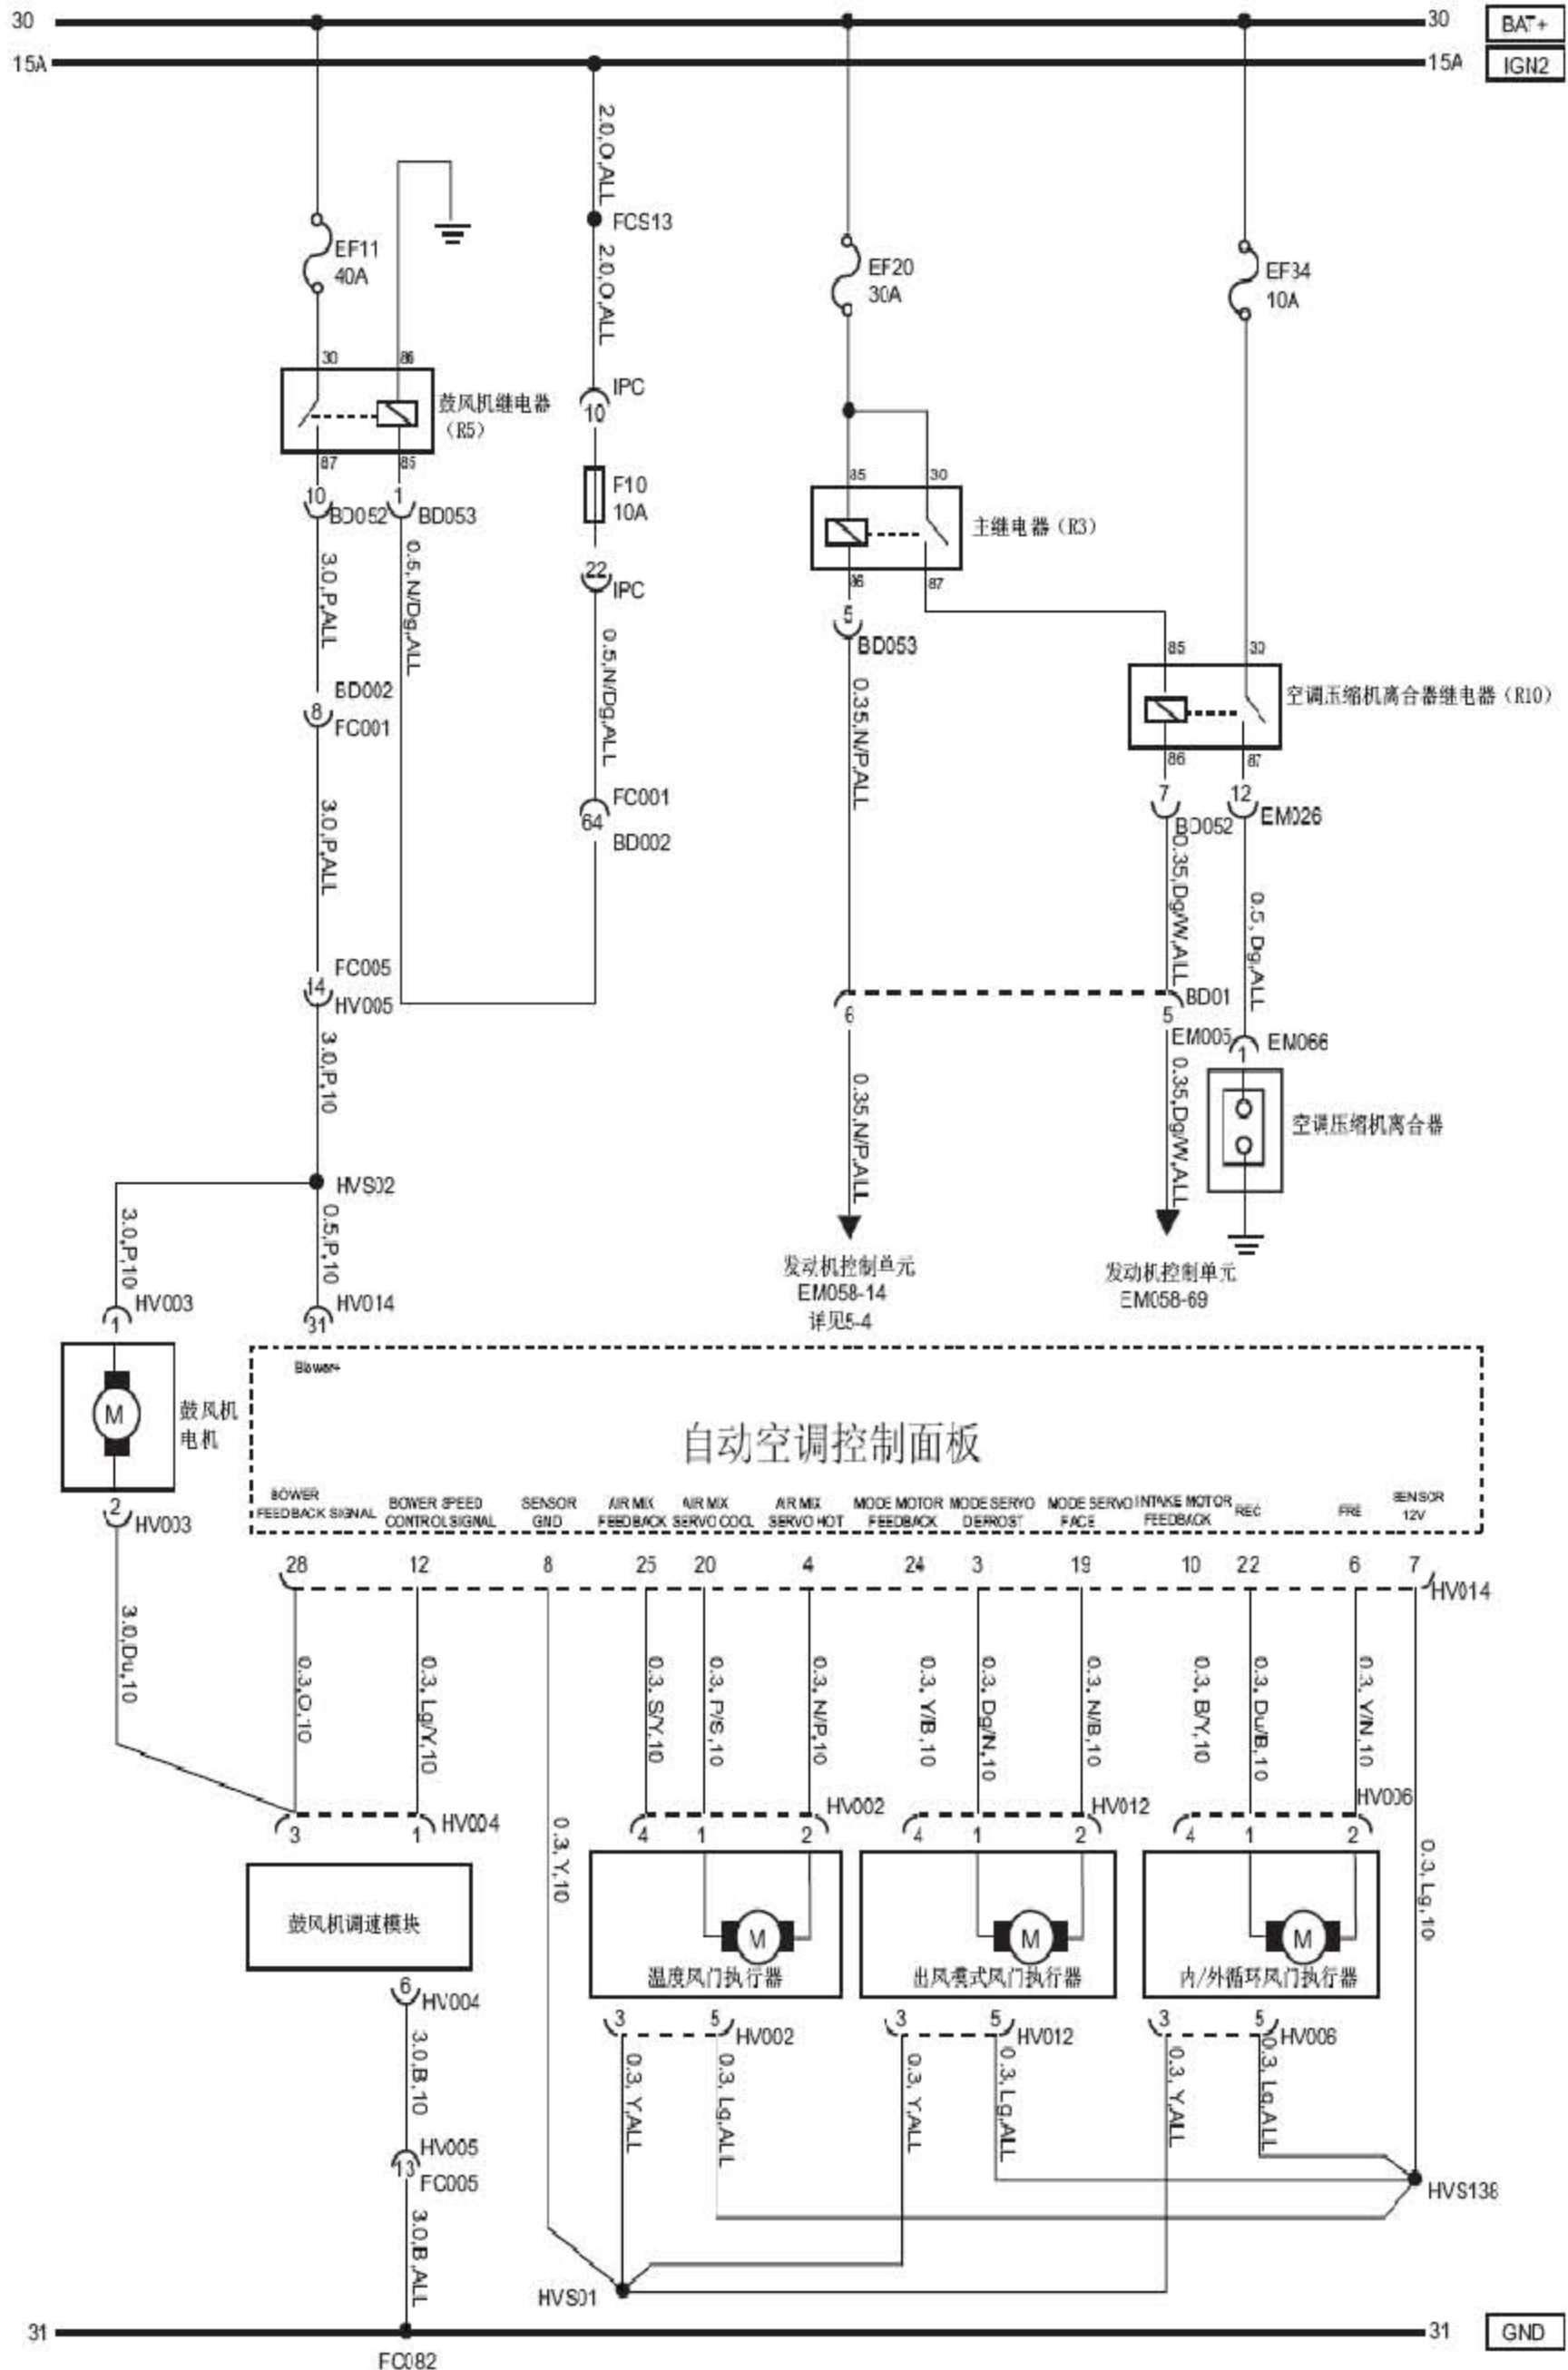 30
30
BAT+
15A
15A
IGN2
2.0,O,ALL
FCS13
2.0,O,ALL
EF11
40A
EF20
30A
EF34
10A
30
86
鼓风机继电器
（R5）
87
85
10
BD052
1
BD053
IPC
10
F10
10A
22
IPC
85
30
主继电器（R3）
86
87
5
BD053
3.0,P,ALL
0.5,N/Dg,ALL
0.5,N/Dg,ALL
0.35,N/P,ALL
85
30
空调压缩机离合器继电器（R10）
86
87
7
BD052
12
EM026
BD002
8
FC001
FC001
64
BD002
3.0,P,ALL
0.35,Dg/W,ALL
0.5, Dg,ALL
FC005
14
HV005
BD01
6
5
EM005
EM066
1
3.0,P,10
0.35,N/P,ALL
0.35,Dg/W,ALL
空调压缩机离合器
HVS02
3.0,P,10
0.5,P,10
发动机控制单元
EM058-14
详见5-4
发动机控制单元
EM058-69
HV003
1
HV014
31
Blower+
M
鼓风机
电机
自动空调控制面板
BOWER
FEEDBACK SIGNAL
BOWER SPEED
CONTROL SIGNAL
SENSOR
GND
AIR MIX
FEEDBACK
AIR MIX
SERVO COOL
AIR MIX
SERVO HOT
MODE MOTOR
FEEDBACK
MODE SERVO
DEFROST
MODE SERVO
FACE
INTAKE MOTOR
FEEDBACK
REC
FRE
SENSOR
12V
2
HV003
28
12
8
25
20
4
24
3
19
10
22
6
7
HV014
3.0,Du,10
0.3,O,10
0.3, Lg/Y,10
0.3, S/Y,10
0.3, P/S,10
0.3, N/P,10
0.3, Y/B,10
0.3, Dg/N,10
0.3, N/B,10
0.3, B/Y,10
0.3, Du/B,10
0.3, Y/N,10
3
1
HV004
0.3, Y,10
4
1
2
HV002
4
1
2
HV012
4
1
2
HV006
0.3, Lg,10
鼓风机调速模块
M
温度风门执行器
M
出风模式风门执行器
M
内/外循环风门执行器
6
HV004
3
5
HV002
3
5
HV012
3
5
HV006
3.0,B,10
0.3, Y,ALL
0.3, Lg,ALL
0.3, Y,ALL
0.3, Lg,ALL
0.3, Y,ALL
0.3, Lg,ALL
HV005
13
FC005
HVS138
3.0,B,ALL
HVS01
31
31
GND
FC082